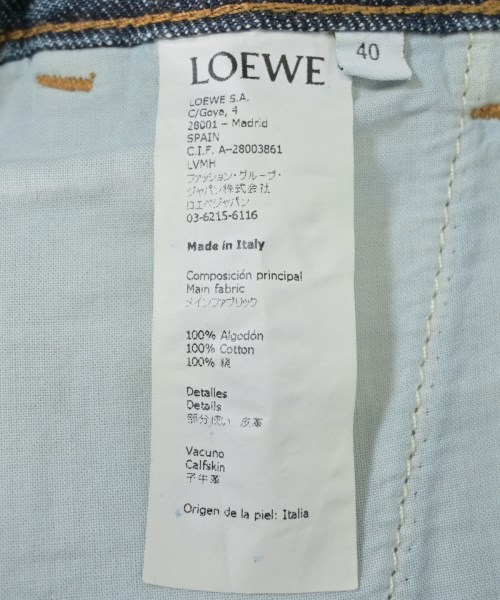 LOEWE
40
LOEWE S.A.
C/Goya, 4
28001 - Madrid
SPAIN
C.I.F. A-28003861
LVMH
ファッション・グループ・
ジャパン株式会社
ロエベジャパン
03-6215-6116
Made in Italy
Composición principal
Main fabric
メインファブリック
100% Algodón
100% Cotton
100% 綿
Detalles
Details
部分使い 皮革
Vacuno
Calfskin
子牛革
Origen de la piel: Italia